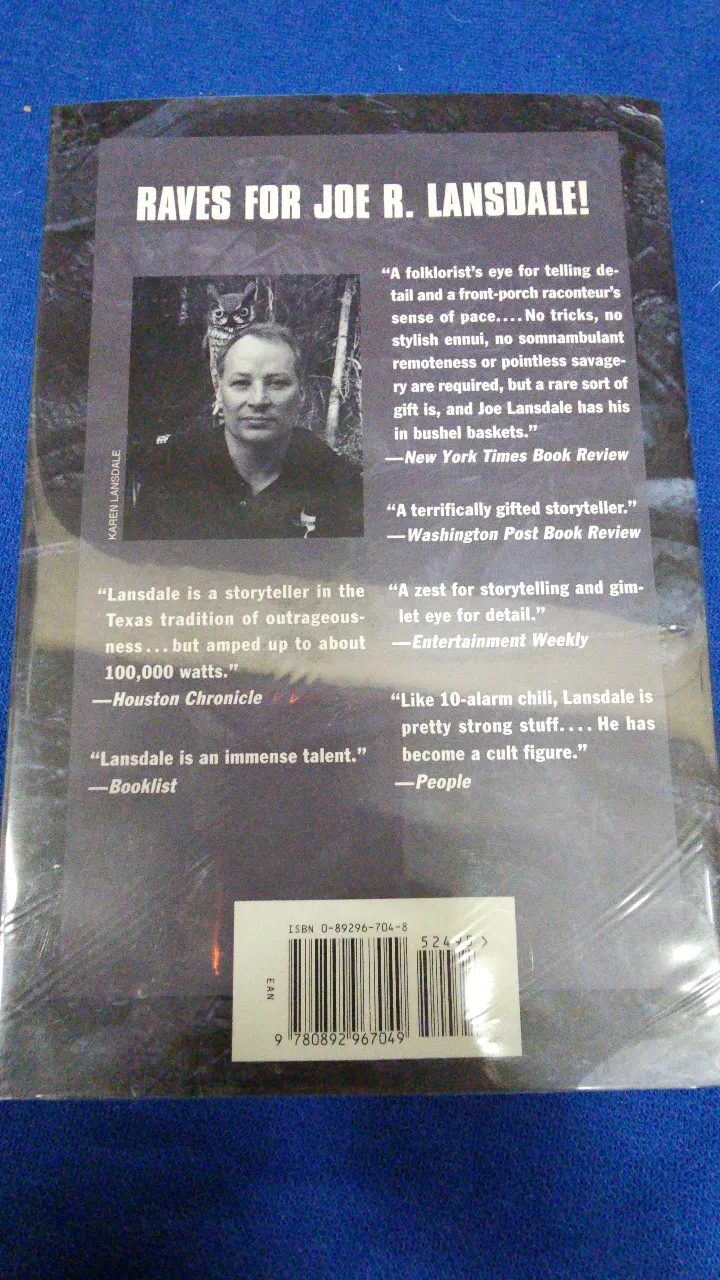 RAVES FOR JOE R. LANSDALE!
KAREN LANSDALE
“Lansdale is a storyteller in the
Texas tradition of outrageous-
ness...but amped up to about
100,000 watts.”
—Houston Chronicle
“Lansdale is an immense talent.”
—Booklist
“A folklorist’s eye for telling de-
tail and a front-porch raconteur’s
sense of pace....No tricks, no
stylish ennui, no somnambulant
remoteness or pointless savage-
ry are required, but a rare sort of
gift is, and Joe Lansdale has his
in bushel baskets.”
—New York Times Book Review
“A terrifically gifted storyteller.”
—Washington Post Book Review
“A zest for storytelling and gim-
let eye for detail.”
—Entertainment Weekly
“Like 10-alarm chili, Lansdale is
pretty strong stuff.... He has
become a cult figure.”
—People
ISBN 0-89296-704-8
52495>
EAN
9 780892 967049